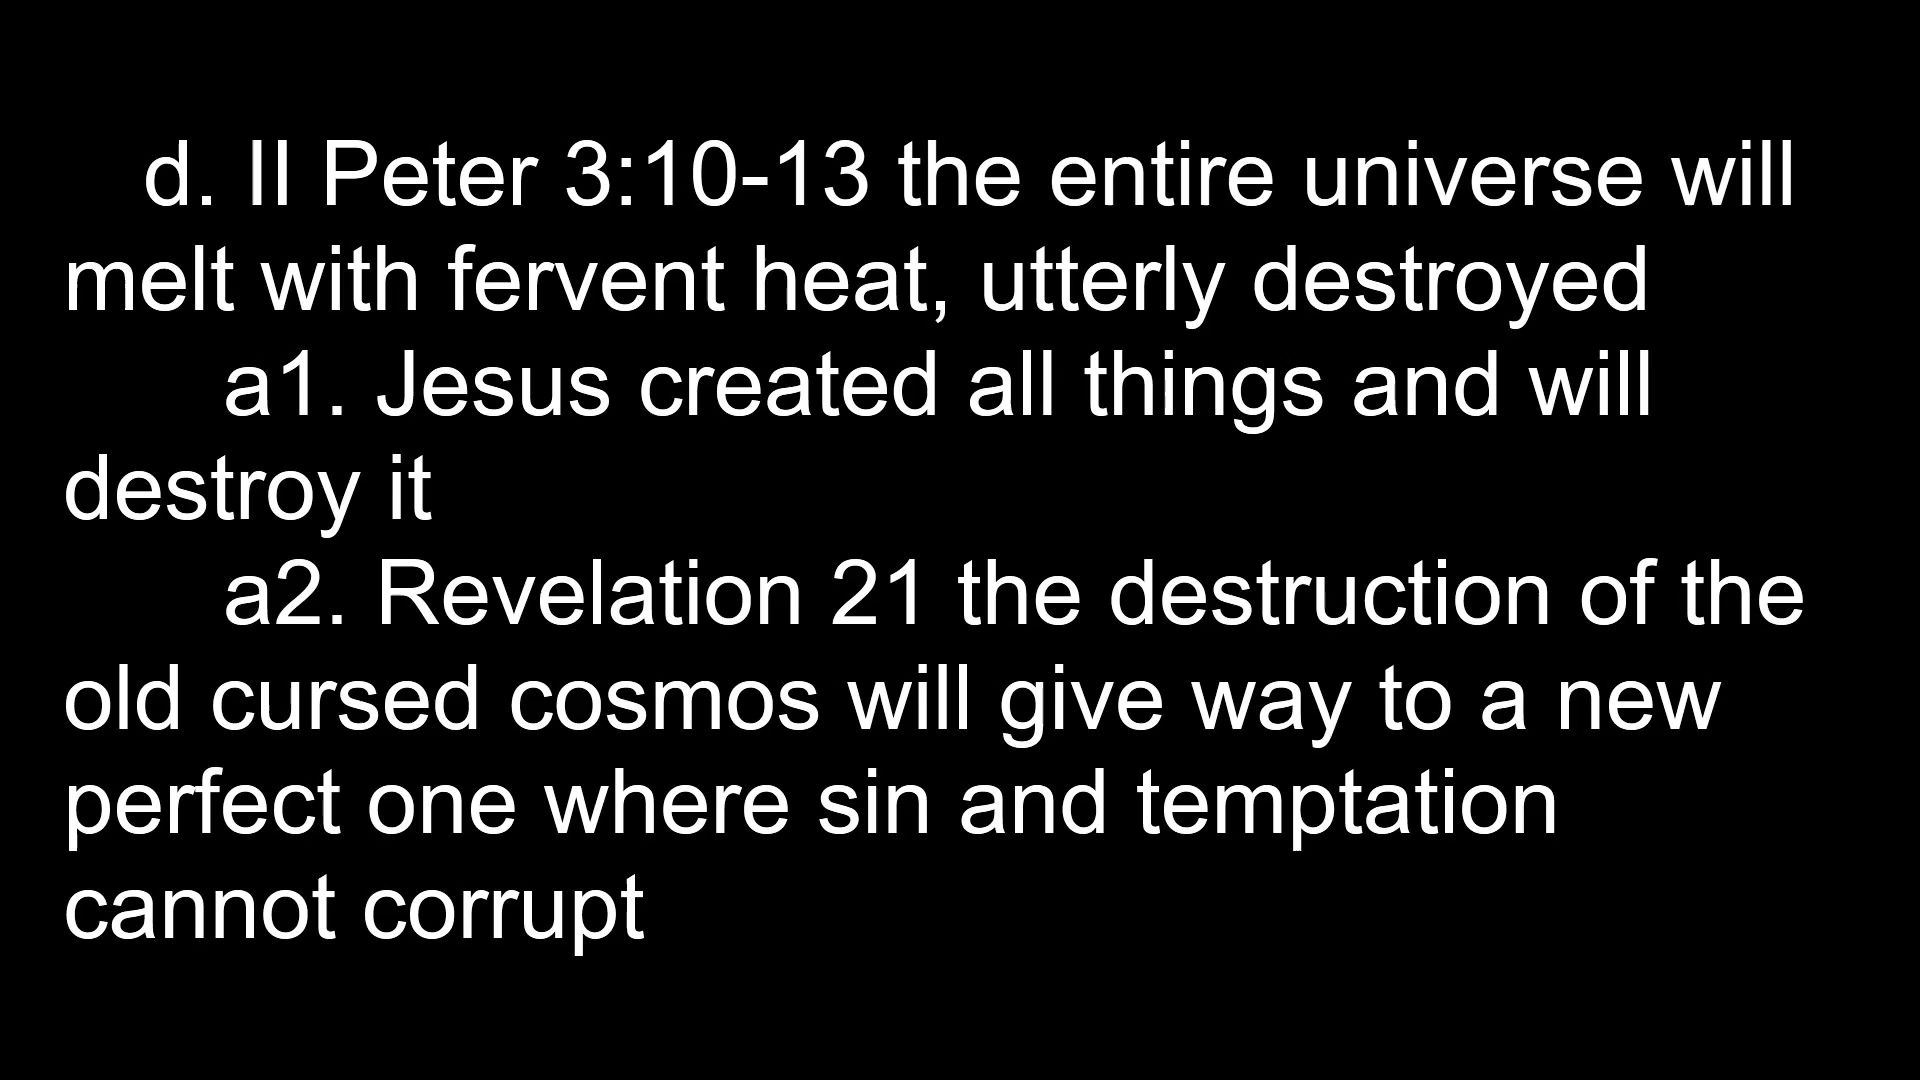 d. II Peter 3:10-13 the entire universe will
melt with fervent heat, utterly destroyed
a1. Jesus created all things and will
destroy it
a2. Revelation 21 the destruction of the
old cursed cosmos will give way to a new
perfect one where sin and temptation
cannot corrupt